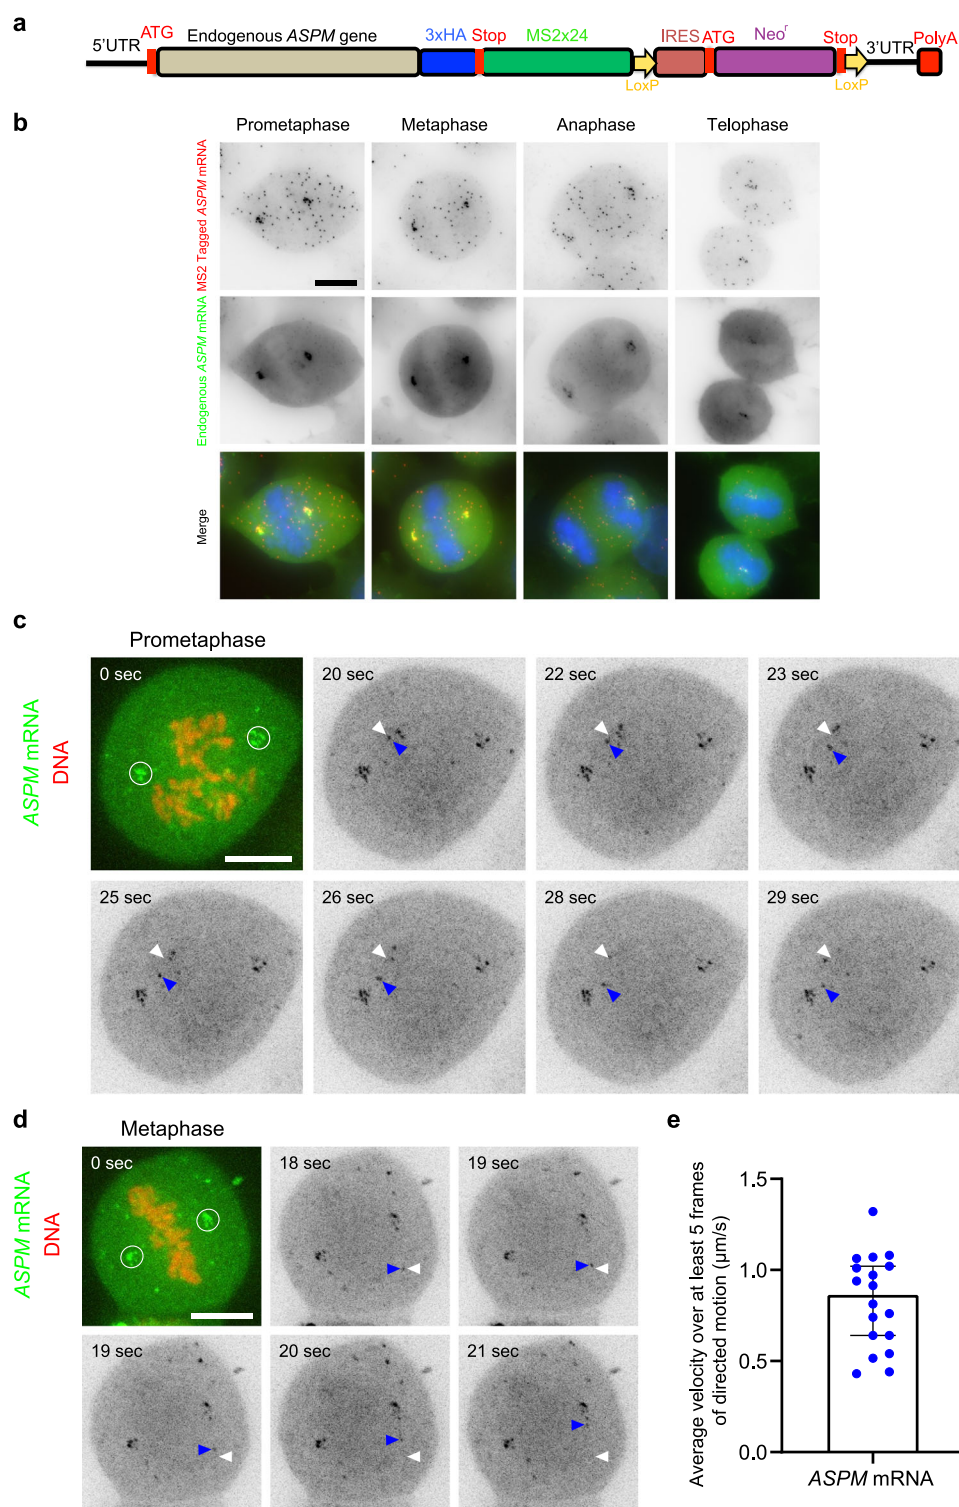 a
5'UTR
ATG
Endogenous ASPM gene
3xHA
Stop
MS2x24
LoxP
IRES
ATG
Neoʳ
Stop
LoxP
3'UTR
PolyA
b
Prometaphase
Metaphase
Anaphase
Telophase
MS2 Tagged ASPM mRNA
Endogenous ASPM mRNA
Merge
c
Prometaphase
ASPM mRNA
DNA
0 sec
20 sec
22 sec
23 sec
25 sec
26 sec
28 sec
29 sec
d
Metaphase
ASPM mRNA
DNA
0 sec
18 sec
19 sec
19 sec
20 sec
21 sec
e
Average velocity over at least 5 frames
of directed motion (µm/s)
1.5
1.0
0.5
0.0
ASPM mRNA